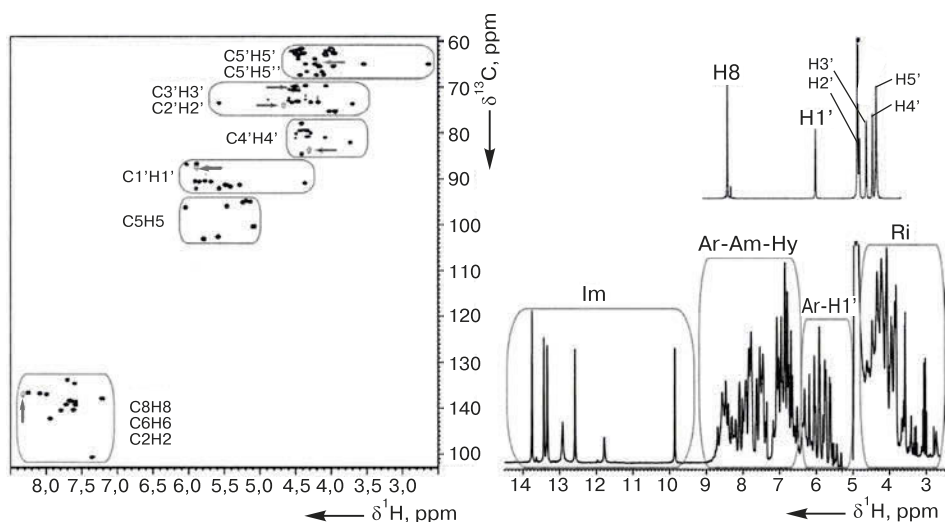 C5'H5'
C5'H5''
C3'H3'
C2'H2'
C4'H4'
C1'H1'
C5H5
C8H8
C6H6
C2H2
60
70
80
90
100
110
120
130
140
103
δ¹³C, ppm
8,0 7,5 7,0 6,5 6,0 5,5 5,0 4,5 4,0 3,5 3,0
δ¹H, ppm
H8
H1'
H3'
H2'
H5'
H4'
Im
Ar-Am-Hy
Ar-H1'
Ri
14 13 12 11 10 9 8 7 6 5 4 3
δ¹H, ppm